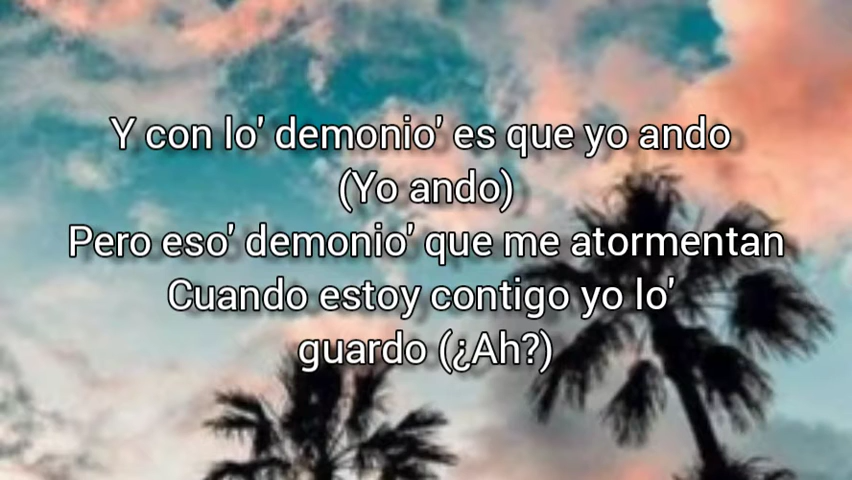 Y con lo' demonio' es que yo ando
(Yo ando)
Pero eso' demonio' que me atormentan
Cuando estoy contigo yo lo'
guardo (¿Ah?)